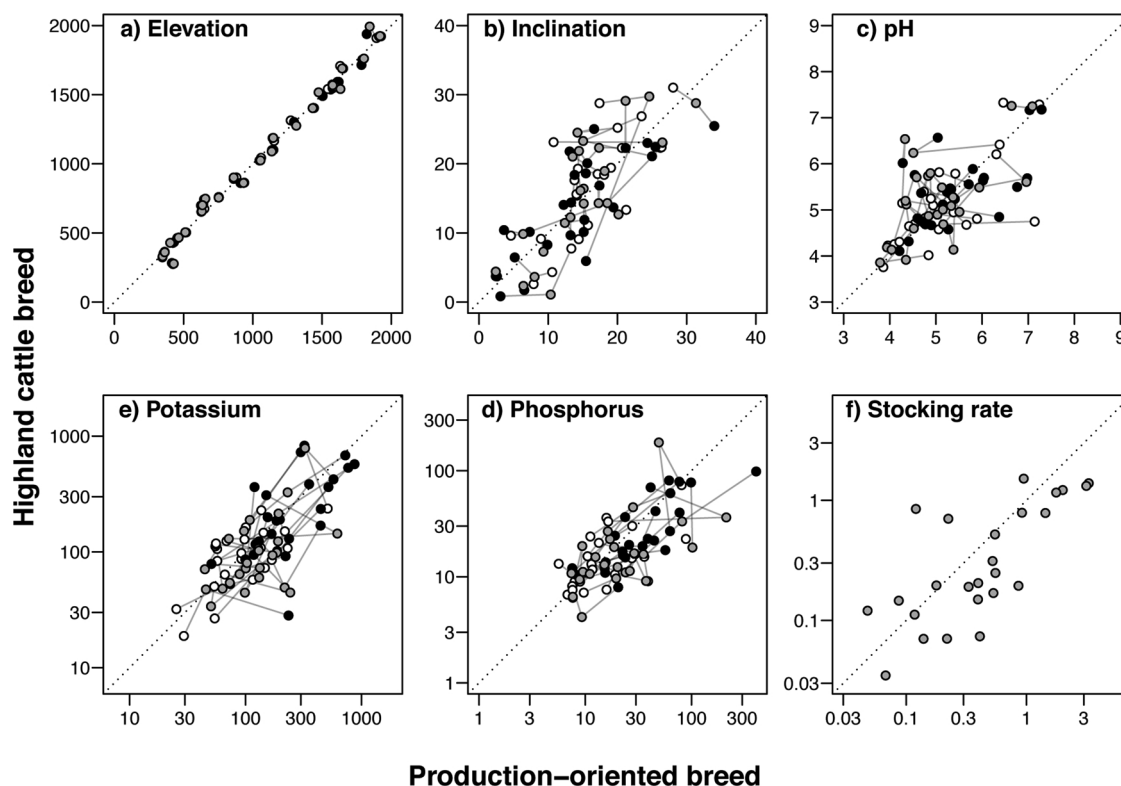 a) Elevation
b) Inclination
c) pH
2000
1500
1000
500
0
0 500 1000 1500 2000
40
30
20
10
0
0 10 20 30 40
9
8
7
6
5
4
3
3 4 5 6 7 8 9
e) Potassium
d) Phosphorus
f) Stocking rate
1000
300
100
30
10
10 30 100 300 1000
300
100
30
10
3
1
1 3 10 30 100 300
3
1
0.3
0.1
0.03
0.03 0.1 0.3 1 3
Highland cattle breed
Production−oriented breed